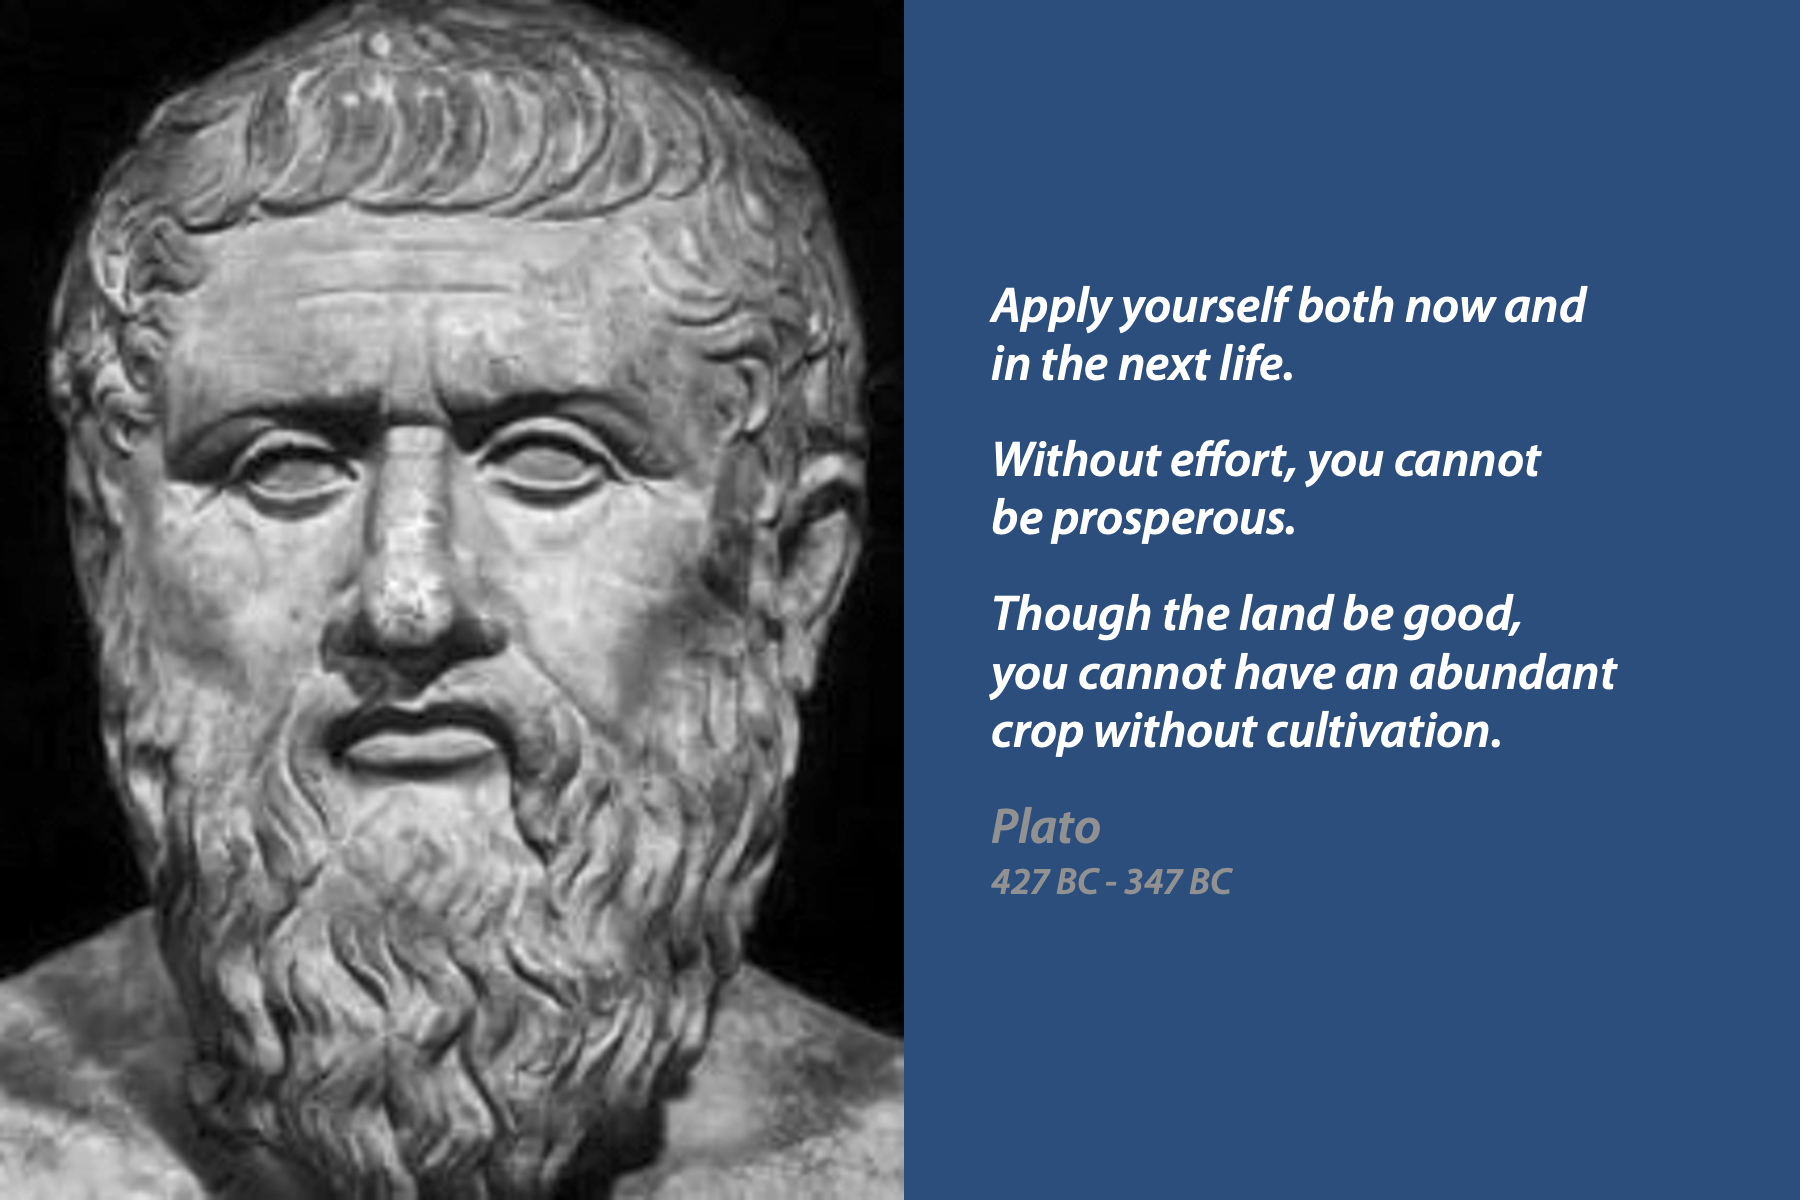 Apply yourself both now and
in the next life.
Without effort, you cannot
be prosperous.
Though the land be good,
you cannot have an abundant
crop without cultivation.
Plato
427 BC - 347 BC